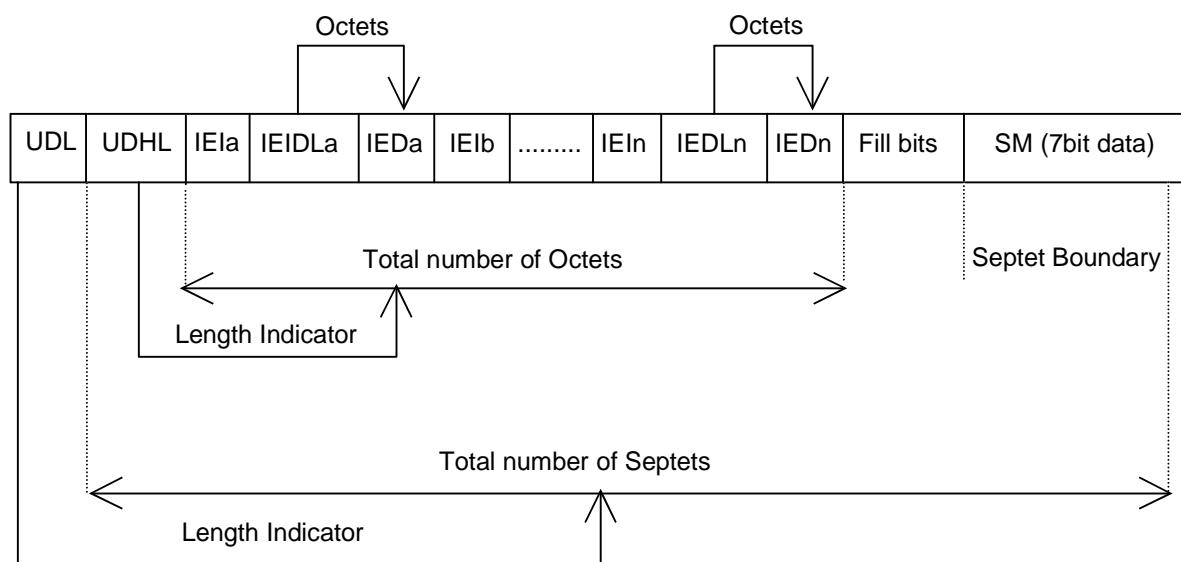 Octets Octets
UDL UDHL IEIa IEIDLa IEDa IEIb ......... IEIn IEDLn IEDn Fill bits SM (7bit data)
Total number of Octets
Septet Boundary
Length Indicator
Total number of Septets
Length Indicator